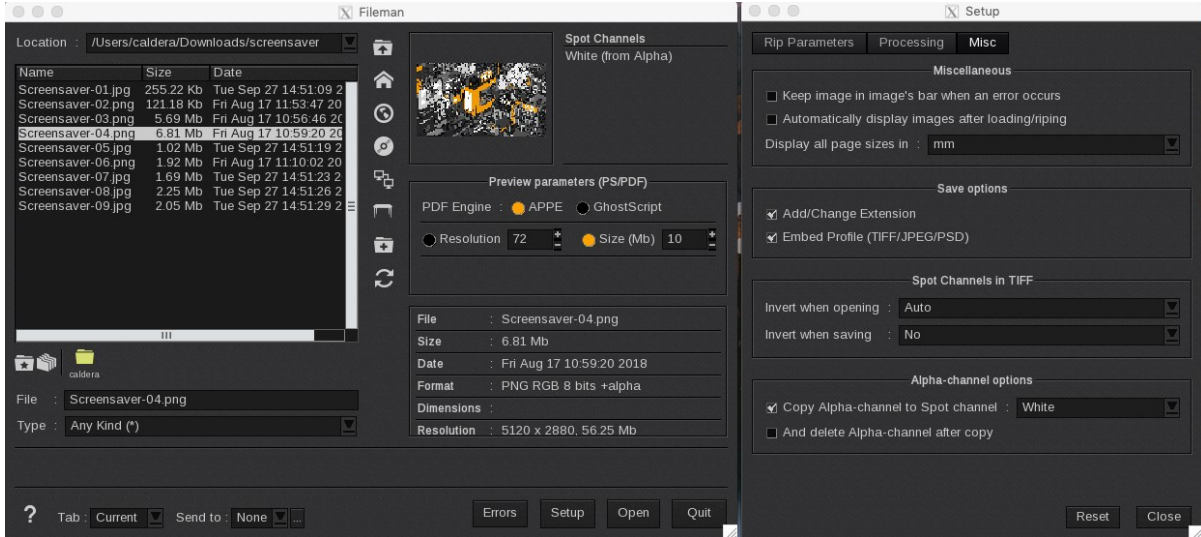 Fileman
Location : /Users/caldera/Downloads/screensaver
Name Size Date
Screensaver-01.jpg 255.22 Kb Tue Sep 27 14:51:09 2
Screensaver-02.png 121.18 Kb Fri Aug 17 11:53:47 20
Screensaver-03.png 5.69 Mb Fri Aug 17 10:56:46 20
Screensaver-04.png 6.81 Mb Fri Aug 17 10:59:20 20
Screensaver-05.jpg 1.02 Mb Tue Sep 27 14:51:19 2
Screensaver-06.png 1.92 Mb Fri Aug 17 11:10:02 20
Screensaver-07.jpg 1.69 Mb Tue Sep 27 14:51:23 2
Screensaver-08.jpg 2.25 Mb Tue Sep 27 14:51:26 2
Screensaver-09.jpg 2.05 Mb Tue Sep 27 14:51:29 2
caldera
File : Screensaver-04.png
Type : Any Kind (*)
Spot Channels
White (from Alpha)
Preview parameters (PS/PDF)
PDF Engine : APPE GhostScript
Resolution 72 Size (Mb) 10
File : Screensaver-04.png
Size : 6.81 Mb
Date : Fri Aug 17 10:59:20 2018
Format : PNG RGB 8 bits +alpha
Dimensions :
Resolution : 5120 x 2880, 56.25 Mb
? Tab : Current Send to : None ... Errors Setup Open Quit
Setup
Rip Parameters Processing Misc
Miscellaneous
Keep image in image's bar when an error occurs
Automatically display images after loading/riping
Display all page sizes in : mm
Save options
Add/Change Extension
Embed Profile (TIFF/JPEG/PSD)
Spot Channels in TIFF
Invert when opening : Auto
Invert when saving : No
Alpha-channel options
Copy Alpha-channel to Spot channel : White
And delete Alpha-channel after copy
Reset Close